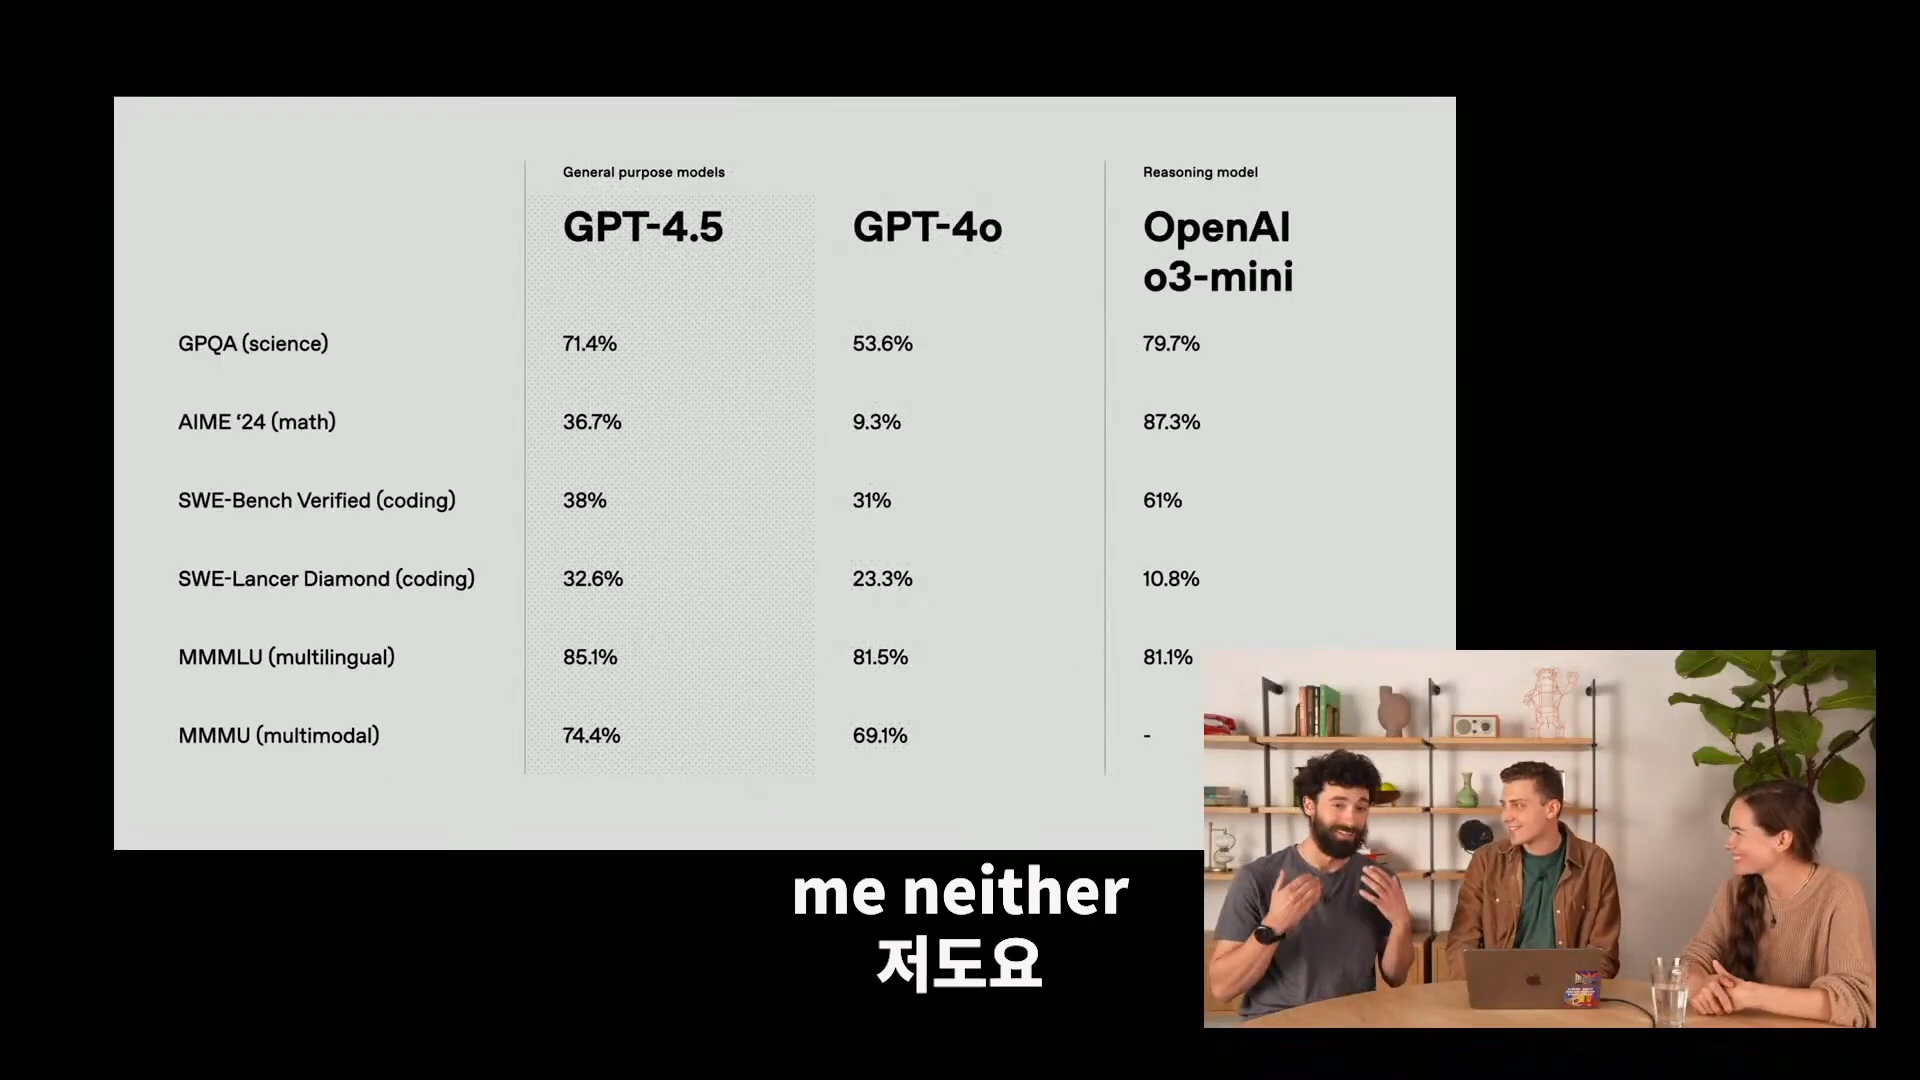 General purpose models
Reasoning model
GPT-4.5
GPT-4o
OpenAI
o3-mini
GPQA (science)
71.4%
53.6%
79.7%
AIME ‘24 (math)
36.7%
9.3%
87.3%
SWE-Bench Verified (coding)
38%
31%
61%
SWE-Lancer Diamond (coding)
32.6%
23.3%
10.8%
MMMLU (multilingual)
85.1%
81.5%
81.1%
MMMU (multimodal)
74.4%
69.1%
-
me neither
저도요